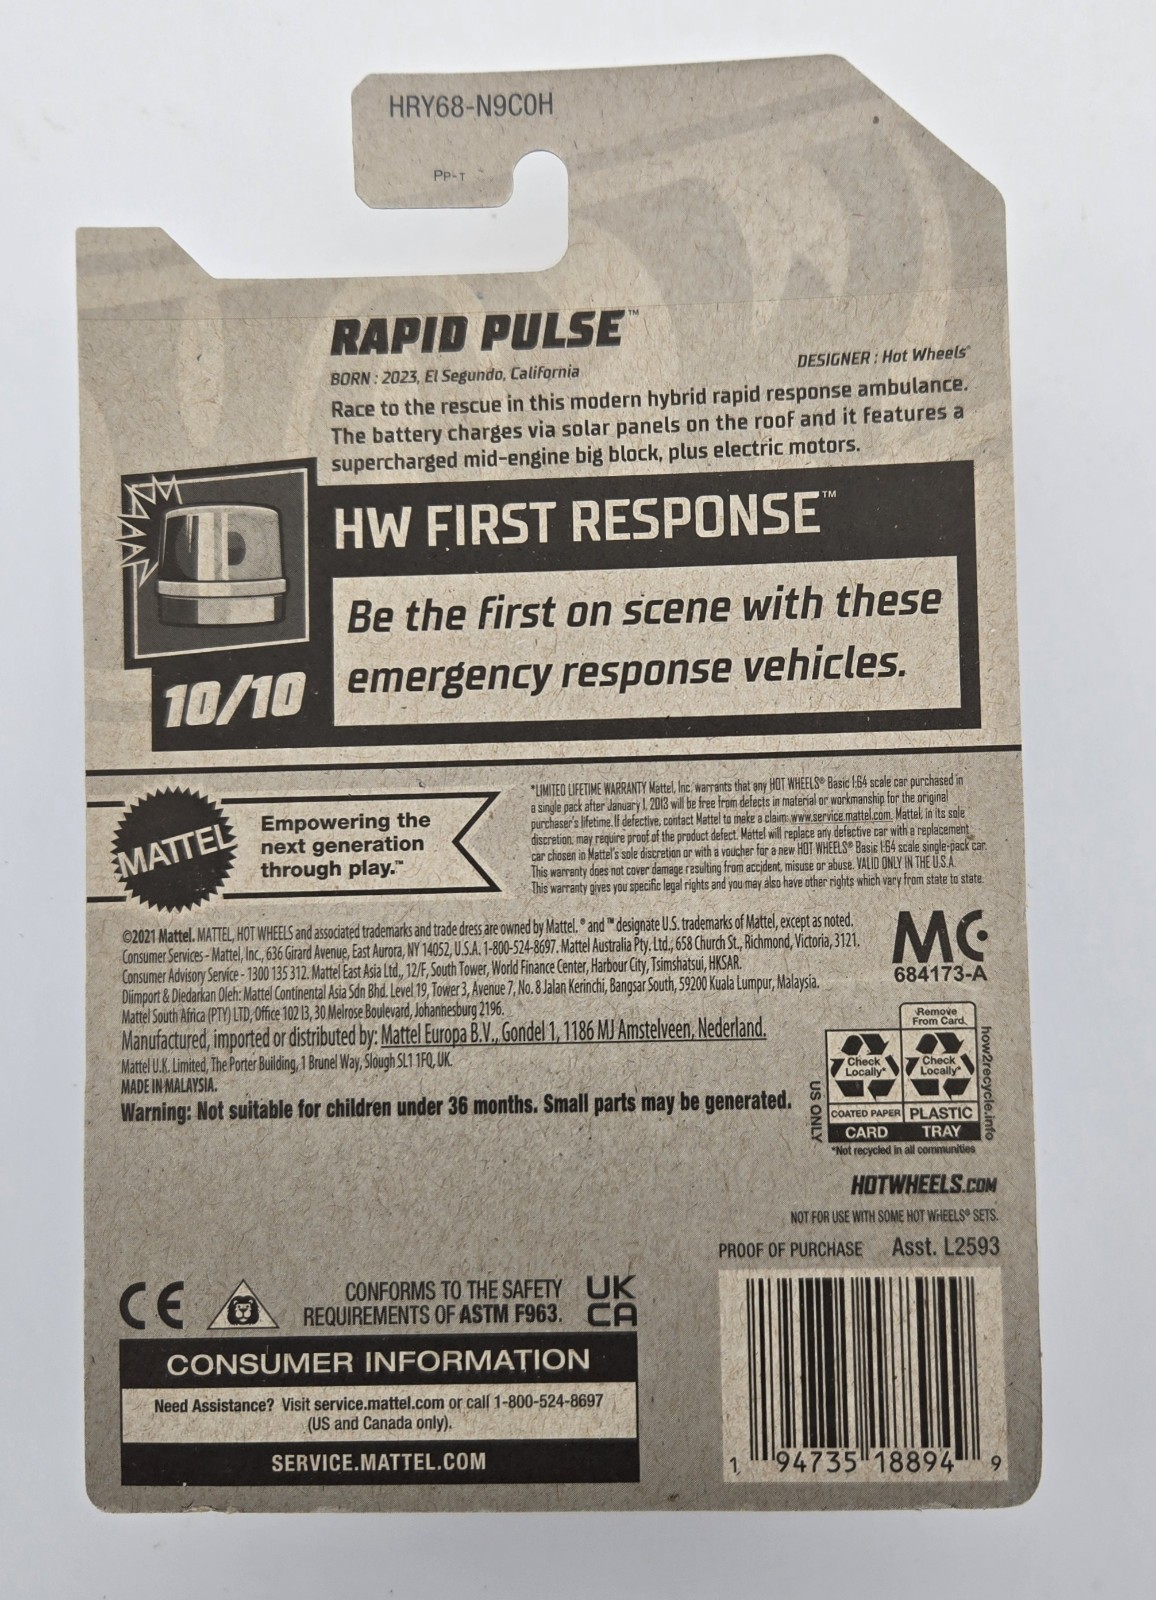 HRY68-N9C0H
PP-T
RAPID PULSE™
BORN : 2023, El Segundo, California
DESIGNER : Hot Wheels®
Race to the rescue in this modern hybrid rapid response ambulance.
The battery charges via solar panels on the roof and it features a
supercharged mid-engine big block, plus electric motors.
HW FIRST RESPONSE™
Be the first on scene with these
emergency response vehicles.
10/10
MATTEL
Empowering the
next generation
through play.™
*LIMITED LIFETIME WARRANTY Mattel, Inc. warrants that any HOT WHEELS® Basic 1:64 scale car purchased in
a single pack after January 1, 2013 will be free from defects in material or workmanship for the original
purchaser's lifetime. If defective, contact Mattel to make a claim: www.service.mattel.com. Mattel, in its sole
discretion, may require proof of the product defect. Mattel will replace any defective car with a replacement
car chosen in Mattel's sole discretion or with a voucher for a new HOT WHEELS® Basic 1:64 scale single-pack car.
This warranty does not cover damage resulting from accident, misuse or abuse. VALID ONLY IN THE U.S.A.
This warranty gives you specific legal rights and you may also have other rights which vary from state to state.
©2021 Mattel. MATTEL, HOT WHEELS and associated trademarks and trade dress are owned by Mattel. ® and ™ designate U.S. trademarks of Mattel, except as noted.
Consumer Services - Mattel, Inc., 636 Girard Avenue, East Aurora, NY 14052, U.S.A. 1-800-524-8697. Mattel Australia Pty. Ltd., 658 Church St., Richmond, Victoria, 3121.
Consumer Advisory Service - 1300 135 312. Mattel East Asia Ltd., 12/F, South Tower, World Finance Center, Harbour City, Tsimshatsui, HKSAR.
Diimport & Diedarkan Oleh: Mattel Continental Asia Sdn Bhd. Level 19, Tower 3, Avenue 7, No. 8 Jalan Kerinchi, Bangsar South, 59200 Kuala Lumpur, Malaysia.
Mattel South Africa (PTY) LTD, Office 102 I3, 30 Melrose Boulevard, Johannesburg 2196.
Manufactured, imported or distributed by: Mattel Europa B.V., Gondel 1, 1186 MJ Amstelveen, Nederland.
Mattel U.K. Limited, The Porter Building, 1 Brunel Way, Slough SL1 1FQ, UK.
MADE IN MALAYSIA.
Warning: Not suitable for children under 36 months. Small parts may be generated.
MC
684173-A
Remove
From Card.
Check
Locally*
Check
Locally*
COATED PAPER
PLASTIC
CARD
TRAY
US ONLY
how2recycle.info
*Not recycled in all communities
HOTWHEELS.COM
NOT FOR USE WITH SOME HOT WHEELS® SETS.
PROOF OF PURCHASE Asst. L2593
CE
CONFORMS TO THE SAFETY
REQUIREMENTS OF ASTM F963.
UK
CA
CONSUMER INFORMATION
Need Assistance? Visit service.mattel.com or call 1-800-524-8697
(US and Canada only).
SERVICE.MATTEL.COM
1 94735 18894 9